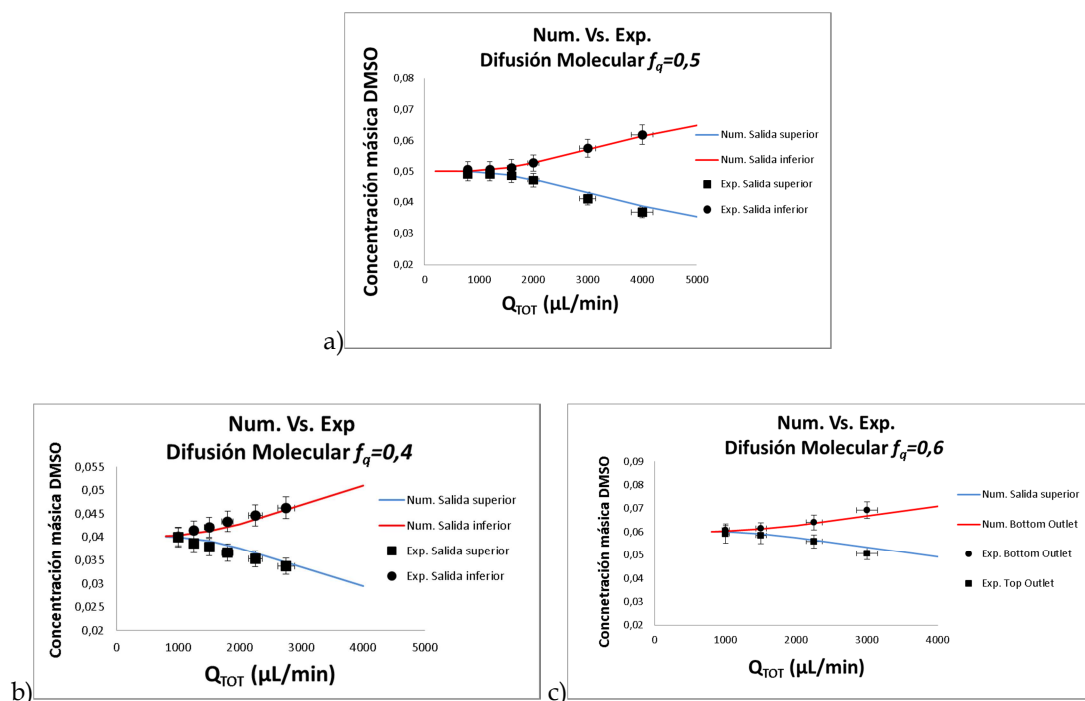 Num. Vs. Exp.
Difusión Molecular f_q=0,5
Concentración másica DMSO
0,08
0,07
0,06
0,05
0,04
0,03
0,02
0
1000
2000
3000
4000
5000
Q_TOT (µL/min)
Num. Salida superior
Num. Salida inferior
Exp. Salida superior
Exp. Salida inferior
a)
Num. Vs. Exp
Difusión Molecular f_q=0,4
Concentración másica DMSO
0,055
0,05
0,045
0,04
0,035
0,03
0,025
0,02
0
1000
2000
3000
4000
5000
Q_TOT (µL/min)
Num. Salida superior
Num. Salida inferior
Exp. Salida superior
Exp. Salida inferior
b)
Num. Vs. Exp.
Difusión Molecular f_q=0,6
Concnetración másica DMSO
0,09
0,08
0,07
0,06
0,05
0,04
0,03
0,02
0
1000
2000
3000
4000
Q_TOT (µL/min)
Num. Salida superior
Num. Bottom Outlet
Exp. Bottom Outlet
Exp. Top Outlet
c)